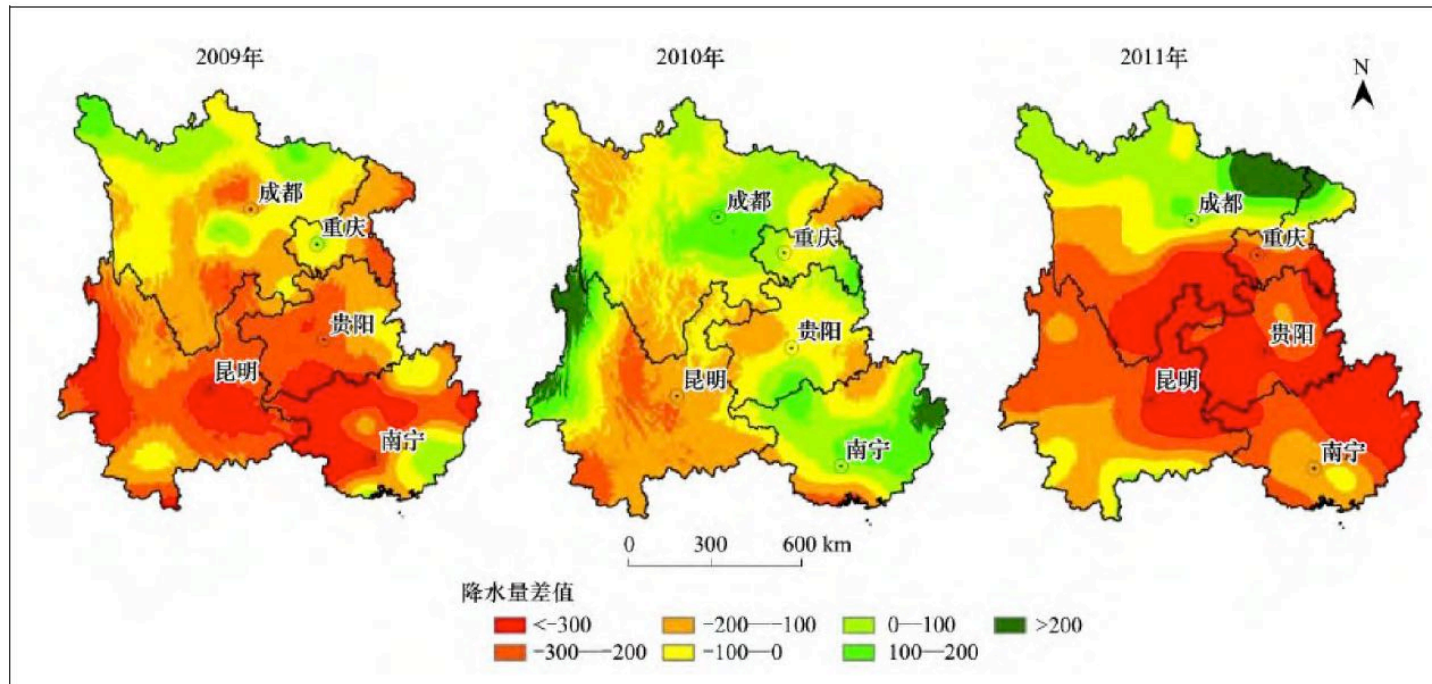 2009年
2010年
2011年
N
成都
重庆
贵阳
昆明
南宁
成都
重庆
贵阳
昆明
南宁
成都
重庆
贵阳
昆明
南宁
0 300 600 km
降水量差值
<-300
-200—-100
0—100
>200
-300—-200
-100—0
100—200